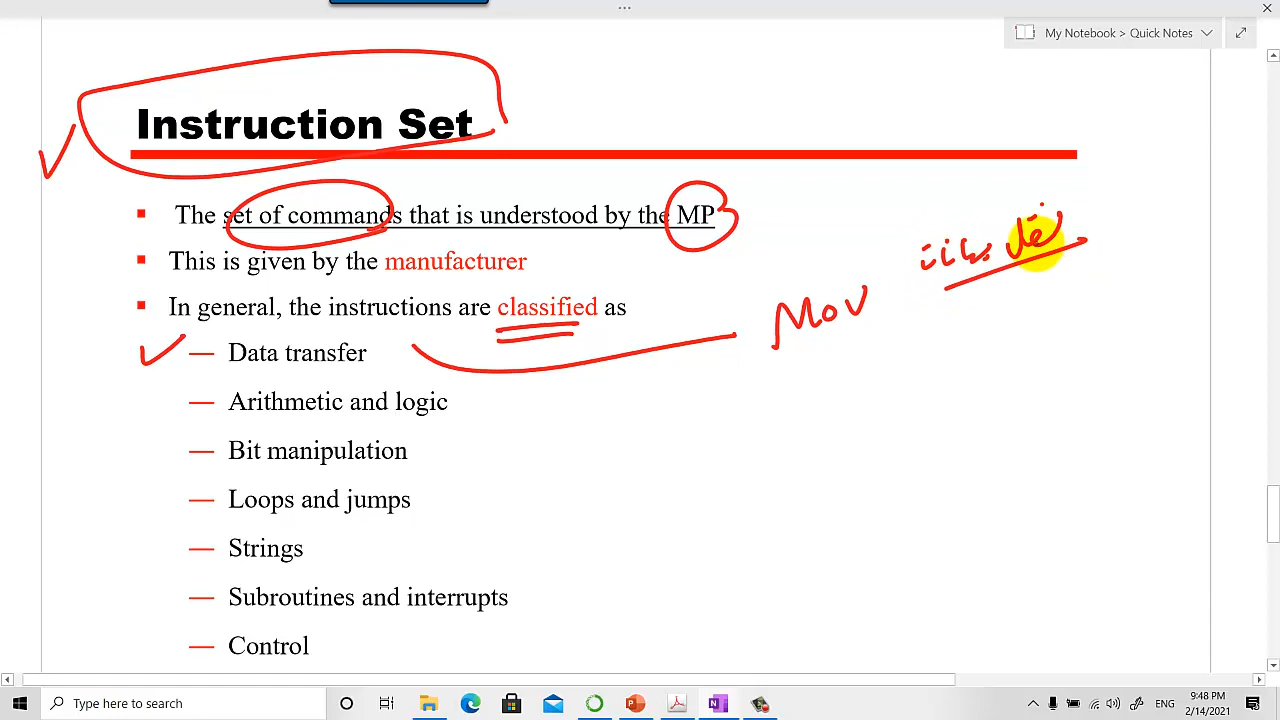 My Notebook > Quick Notes
Instruction Set
The set of commands that is understood by the MP
This is given by the manufacturer
In general, the instructions are classified as
Mov
نقل
— Data transfer
— Arithmetic and logic
— Bit manipulation
— Loops and jumps
— Strings
— Subroutines and interrupts
— Control
Type here to search
ENG
9:48 PM
2/14/2021